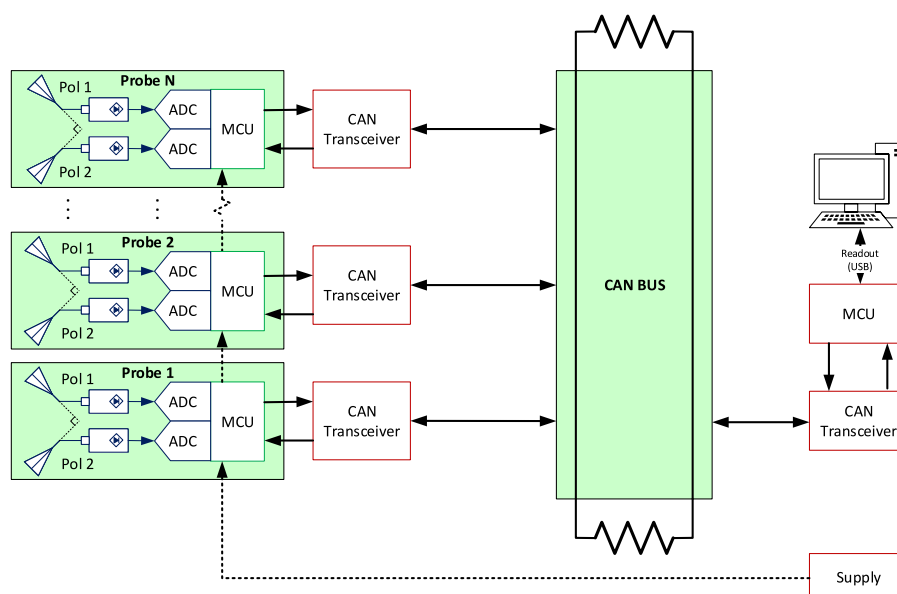 Probe N
Pol 1
ADC
ADC
MCU
Pol 2
CAN
Transceiver
Probe 2
Pol 1
ADC
ADC
MCU
Pol 2
CAN
Transceiver
Probe 1
Pol 1
ADC
ADC
MCU
Pol 2
CAN
Transceiver
CAN BUS
Readout
(USB)
MCU
CAN
Transceiver
Supply